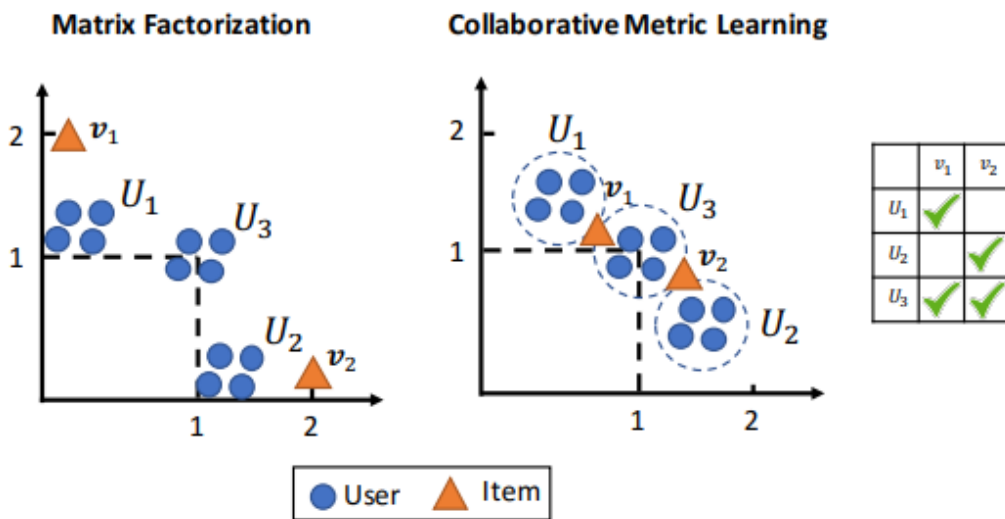 Matrix Factorization
2
v₁
U₁
U₃
1
U₂
v₂
1 2
Collaborative Metric Learning
2
U₁
v₁
U₃
1
v₂
U₂
1 2
v₁ v₂
U₁
U₂
U₃
User Item